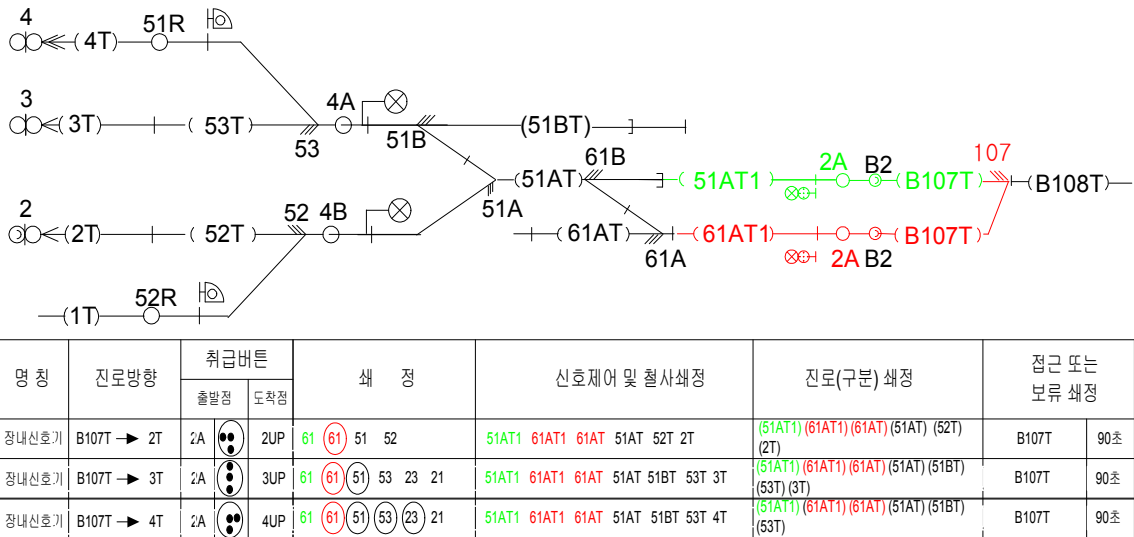 4
51R
(4T)
3
(3T)
(53T)
53
4A
51B
(51BT)
61B
107
2A
B2
(51AT)
(51AT1)
(B107T)
(B108T)
51A
2
52
4B
(2T)
(52T)
(61AT)
(61AT1)
(B107T)
61A
2A B2
52R
(1T)
명 칭 진로방향 취급버튼 쇄 정 신호제어 및 철사쇄정 진로(구분) 쇄정 접근 또는
보류 쇄정
출발점 도착점
장내신호기 B107T 2T 2A 2UP 61 61 51 52 51AT1 61AT1 61AT 51AT 52T 2T (51AT1) (61AT1) (61AT) (51AT) (52T)
(2T) B107T 90초
장내신호기 B107T 3T 2A 3UP 61 61 51 53 23 21 51AT1 61AT1 61AT 51AT 51BT 53T 3T (51AT1) (61AT1) (61AT) (51AT) (51BT)
(53T) (3T) B107T 90초
장내신호기 B107T 4T 2A 4UP 61 61 51 53 23 21 51AT1 61AT1 61AT 51AT 51BT 53T 4T (51AT1) (61AT1) (61AT) (51AT) (51BT)
(53T) B107T 90초